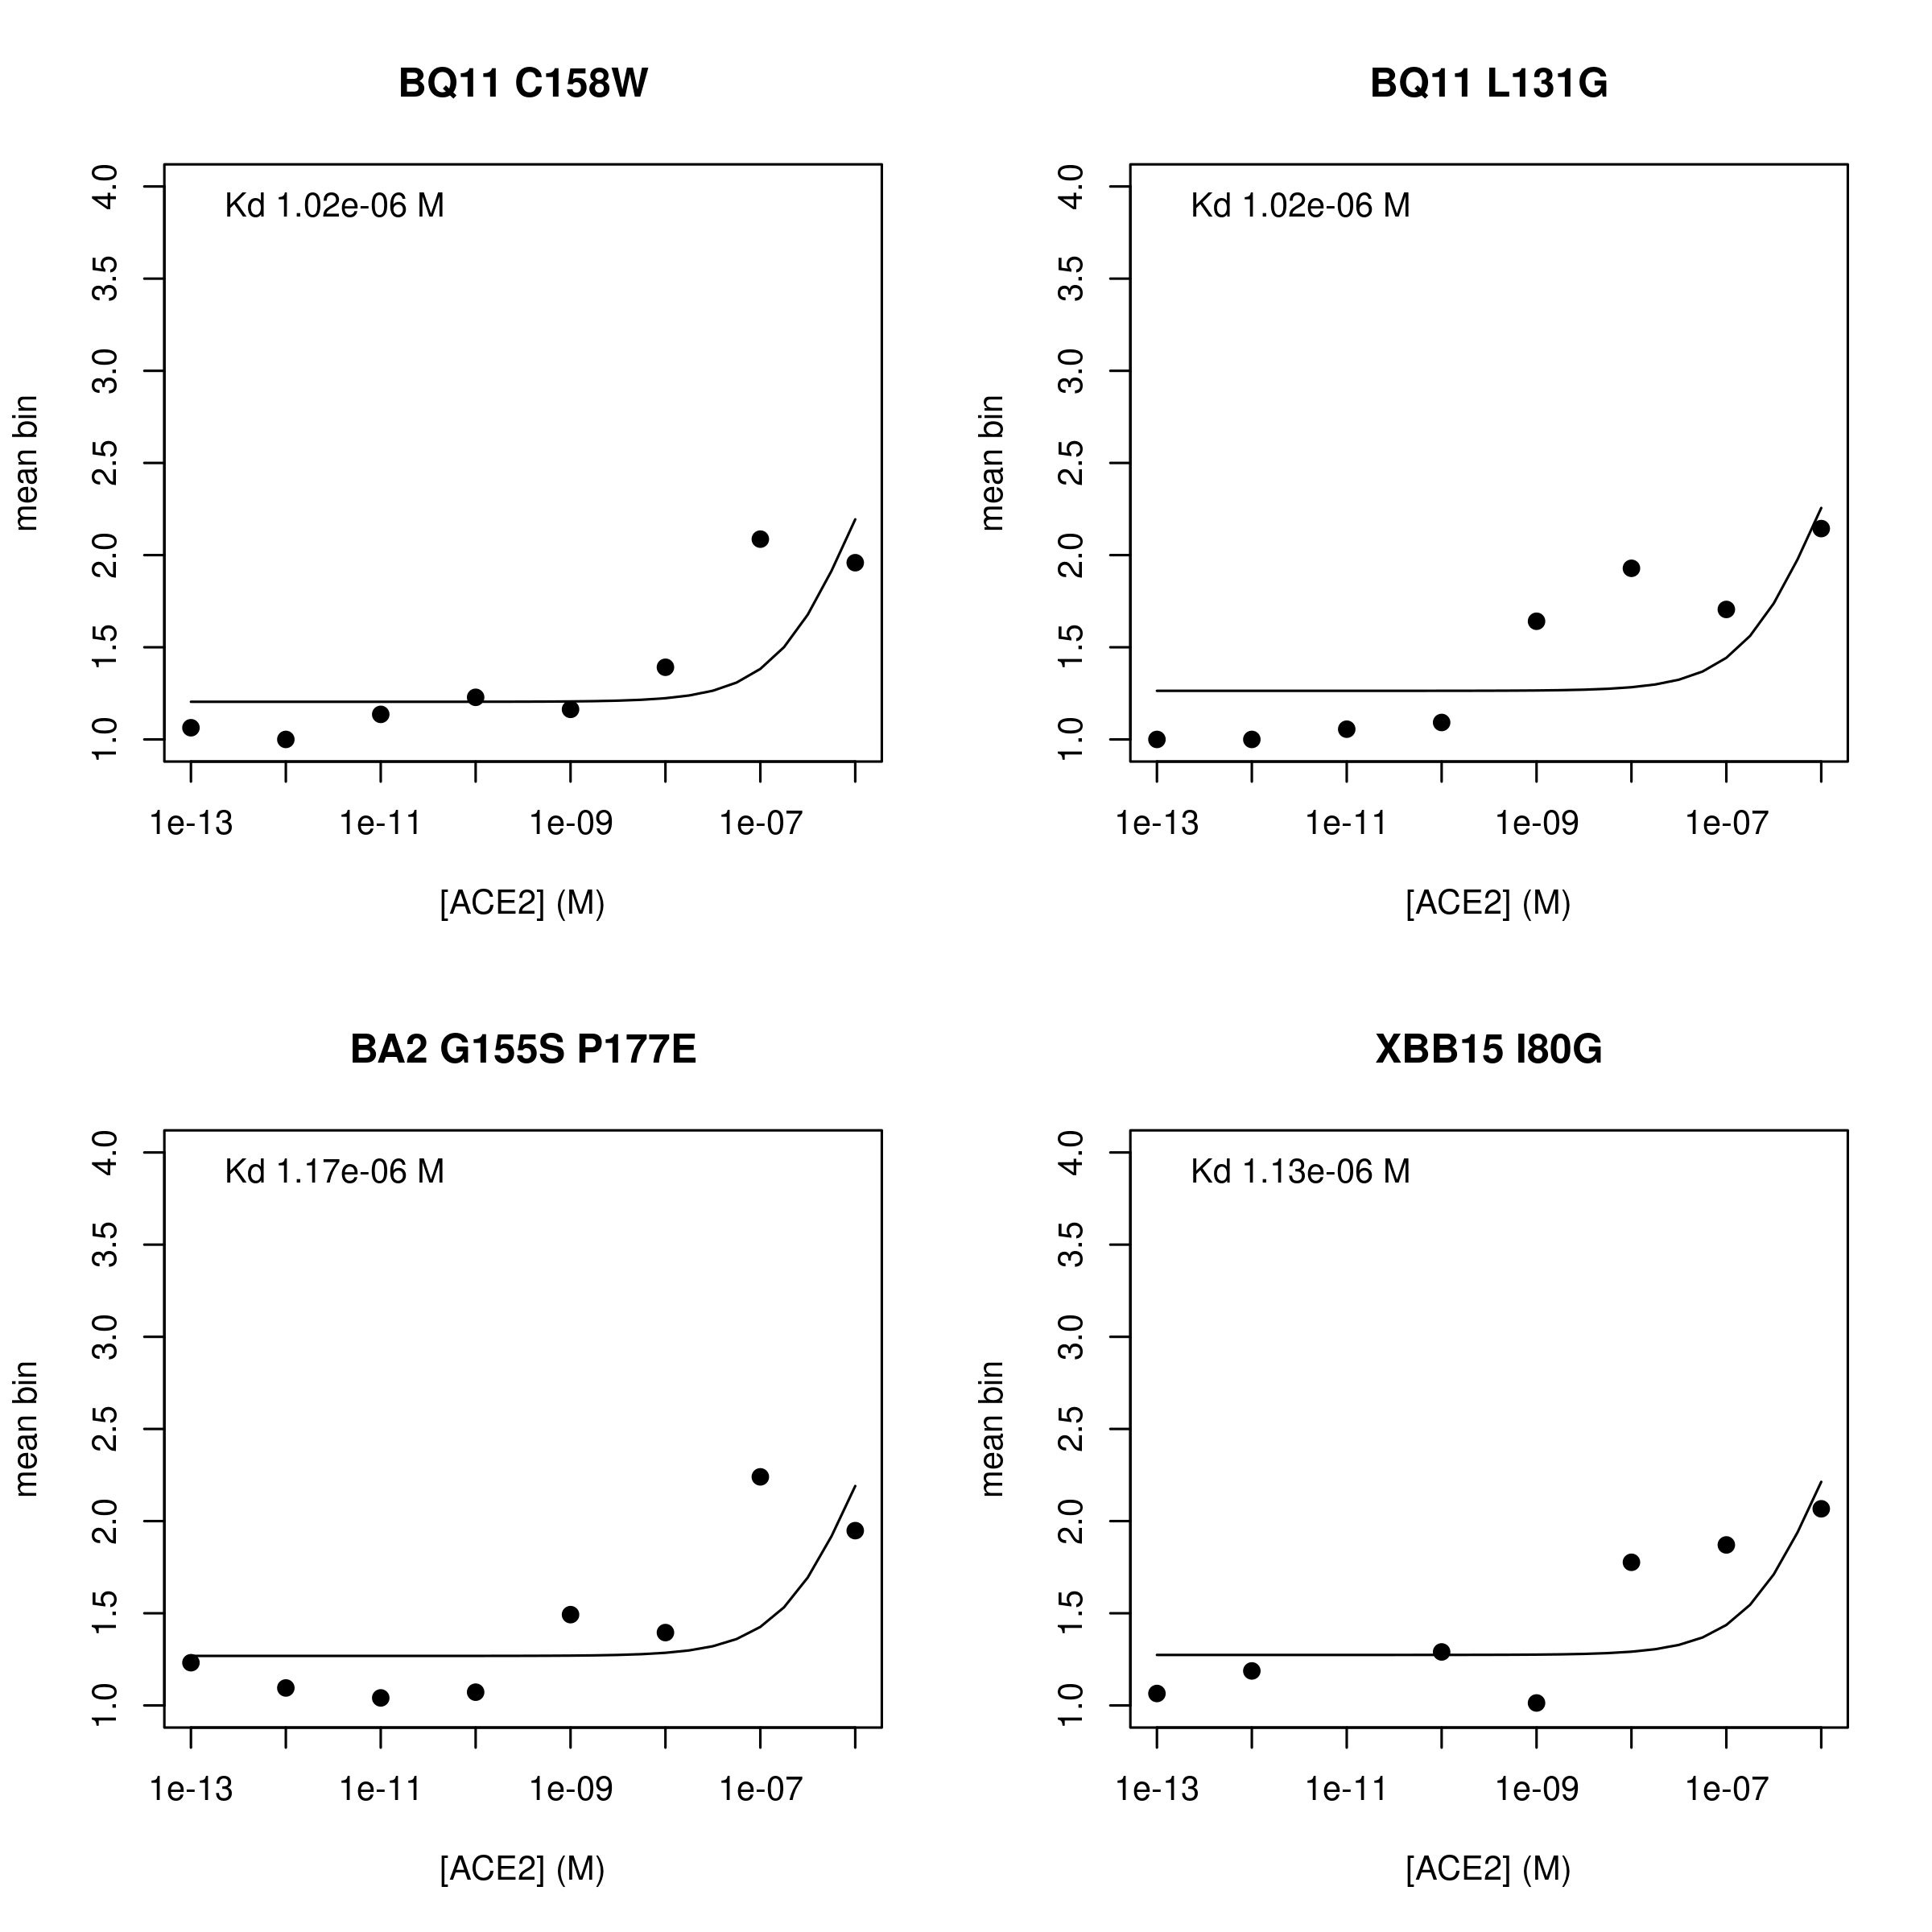 BQ11 C158W
Kd 1.02e-06 M
mean bin
4.0
3.5
3.0
2.5
2.0
1.5
1.0
1e-13 1e-11 1e-09 1e-07
[ACE2] (M)
BQ11 L131G
Kd 1.02e-06 M
mean bin
4.0
3.5
3.0
2.5
2.0
1.5
1.0
1e-13 1e-11 1e-09 1e-07
[ACE2] (M)
BA2 G155S P177E
Kd 1.17e-06 M
mean bin
4.0
3.5
3.0
2.5
2.0
1.5
1.0
1e-13 1e-11 1e-09 1e-07
[ACE2] (M)
XBB15 I80G
Kd 1.13e-06 M
mean bin
4.0
3.5
3.0
2.5
2.0
1.5
1.0
1e-13 1e-11 1e-09 1e-07
[ACE2] (M)